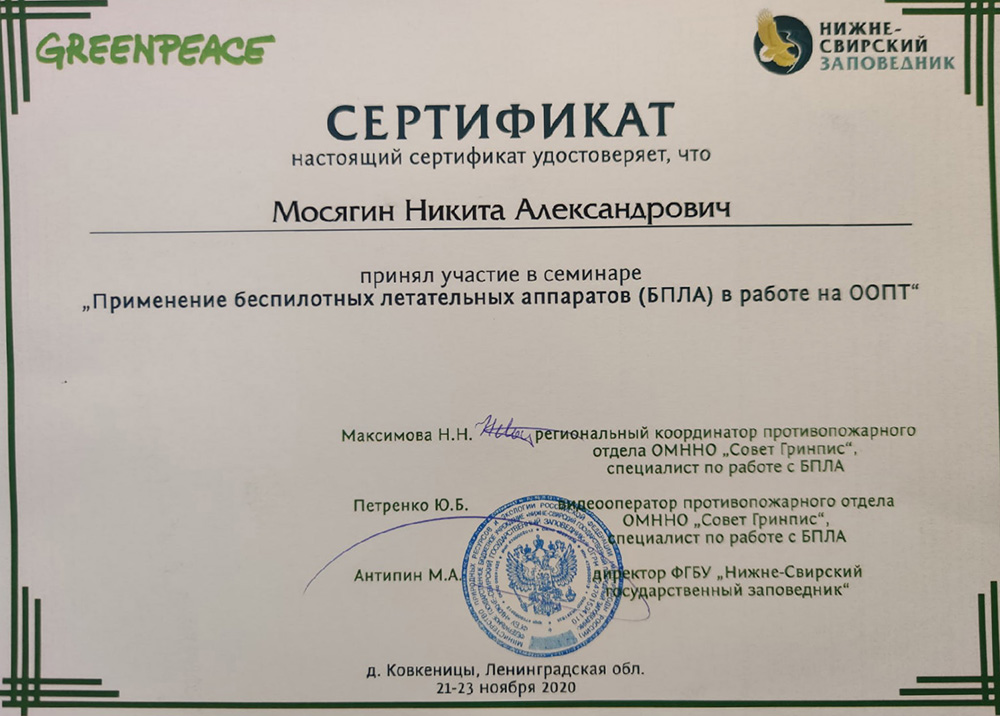 GREENPEACE
НИЖНЕ-
СВИРСКИЙ
ЗАПОВЕДНИК
СЕРТИФИКАТ
настоящий сертификат удостоверяет, что
Мосягин Никита Александрович
принял участие в семинаре
„Применение беспилотных летательных аппаратов (БПЛА) в работе на ООПТ“
Максимова Н.Н. региональный координатор противопожарного
отдела ОМННО „Совет Гринпис“,
специалист по работе с БПЛА
Петренко Ю.Б. видеооператор противопожарного отдела
ОМННО „Совет Гринпис“,
специалист по работе с БПЛА
Антипин М.А. директор ФГБУ „Нижне-Свирский
государственный заповедник“
д. Ковкеницы, Ленинградская обл.
21-23 ноября 2020